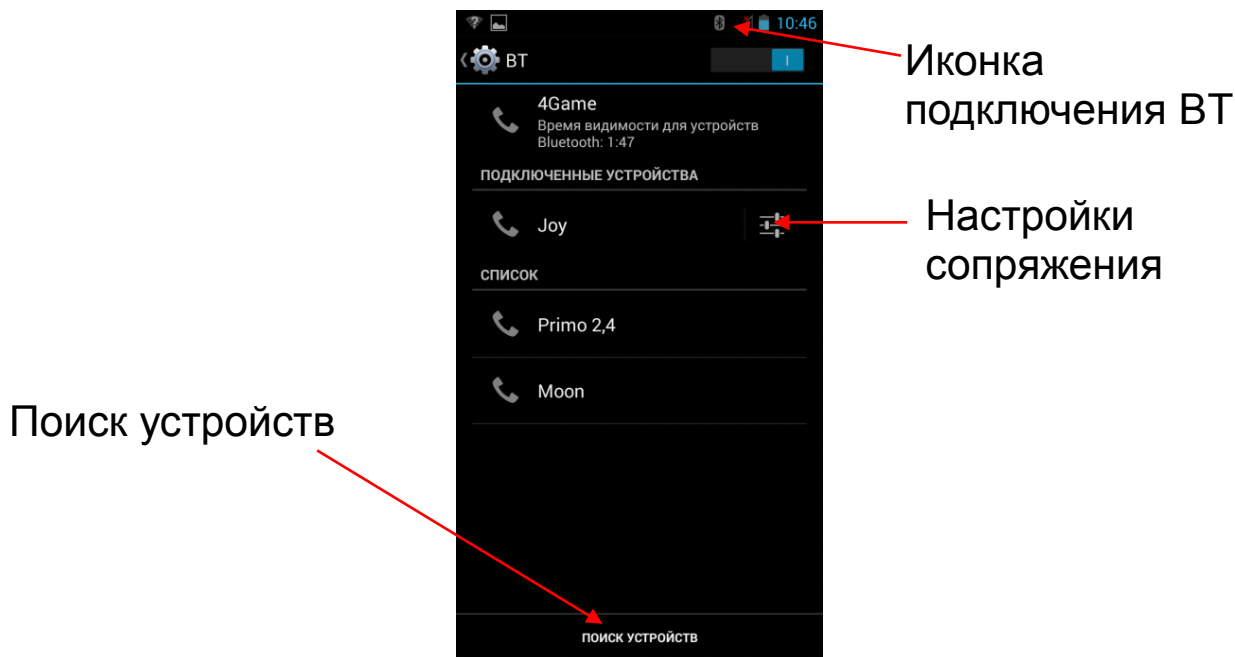 10:46
BT
4Game
Время видимости для устройств
Bluetooth: 1:47
ПОДКЛЮЧЕННЫЕ УСТРОЙСТВА
Joy
СПИСОК
Primo 2,4
Moon
ПОИСК УСТРОЙСТВ
Иконка
подключения ВТ
Настройки
сопряжения
Поиск устройств